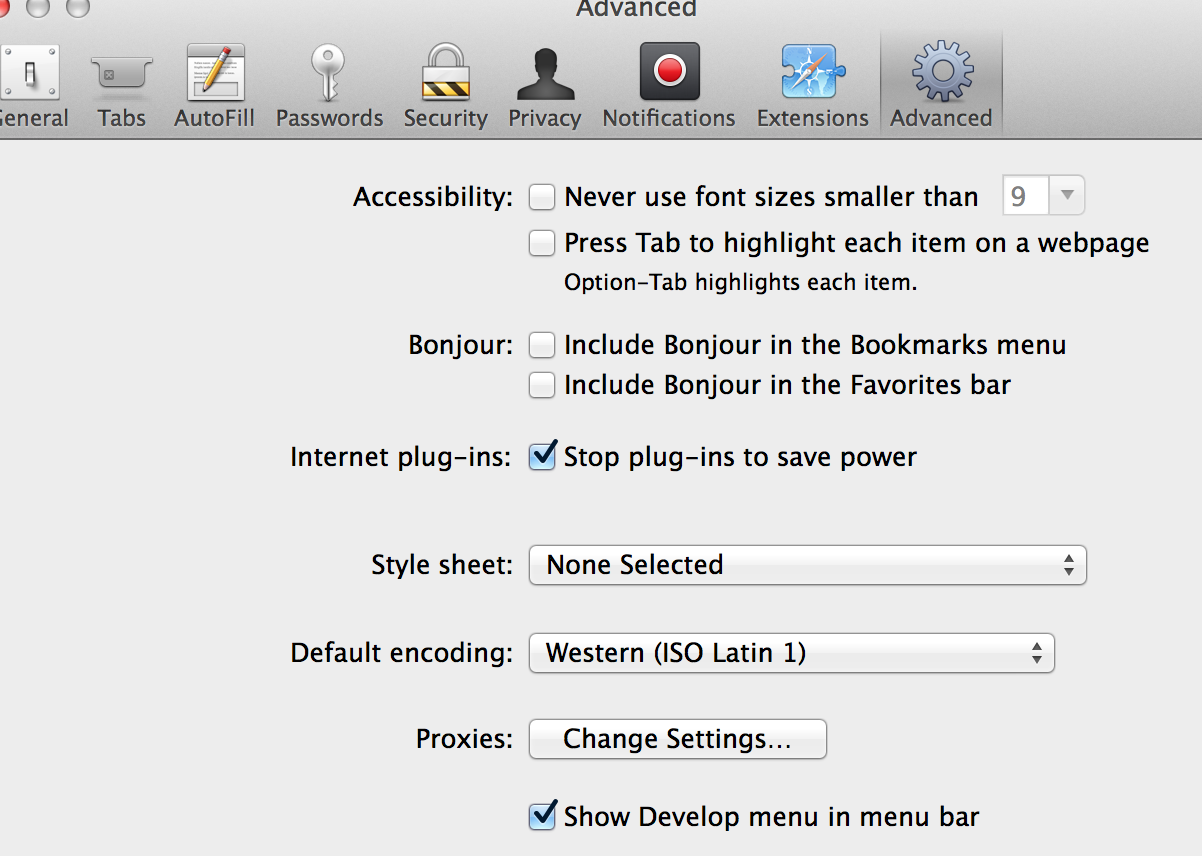 Advanced
General Tabs AutoFill Passwords Security Privacy Notifications Extensions Advanced
Accessibility: Never use font sizes smaller than 9
Press Tab to highlight each item on a webpage
Option-Tab highlights each item.
Bonjour: Include Bonjour in the Bookmarks menu
Include Bonjour in the Favorites bar
Internet plug-ins: Stop plug-ins to save power
Style sheet: None Selected
Default encoding: Western (ISO Latin 1)
Proxies: Change Settings...
Show Develop menu in menu bar